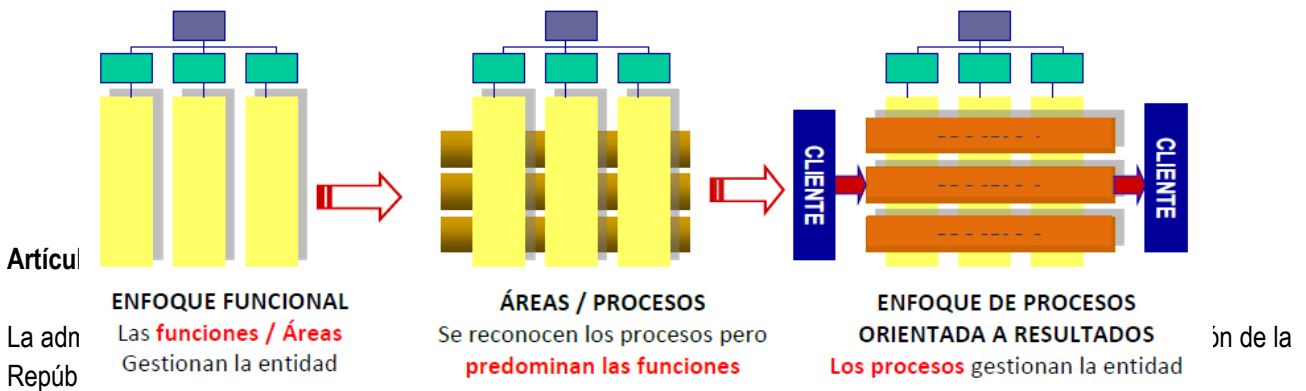 CLIENTE
CLIENTE
Artícul
ENFOQUE FUNCIONAL
Las funciones / Áreas
Gestionan la entidad
ÁREAS / PROCESOS
Se reconocen los procesos pero
predominan las funciones
ENFOQUE DE PROCESOS
ORIENTADA A RESULTADOS
Los procesos gestionan la entidad
La adm
ón de la
Repúb